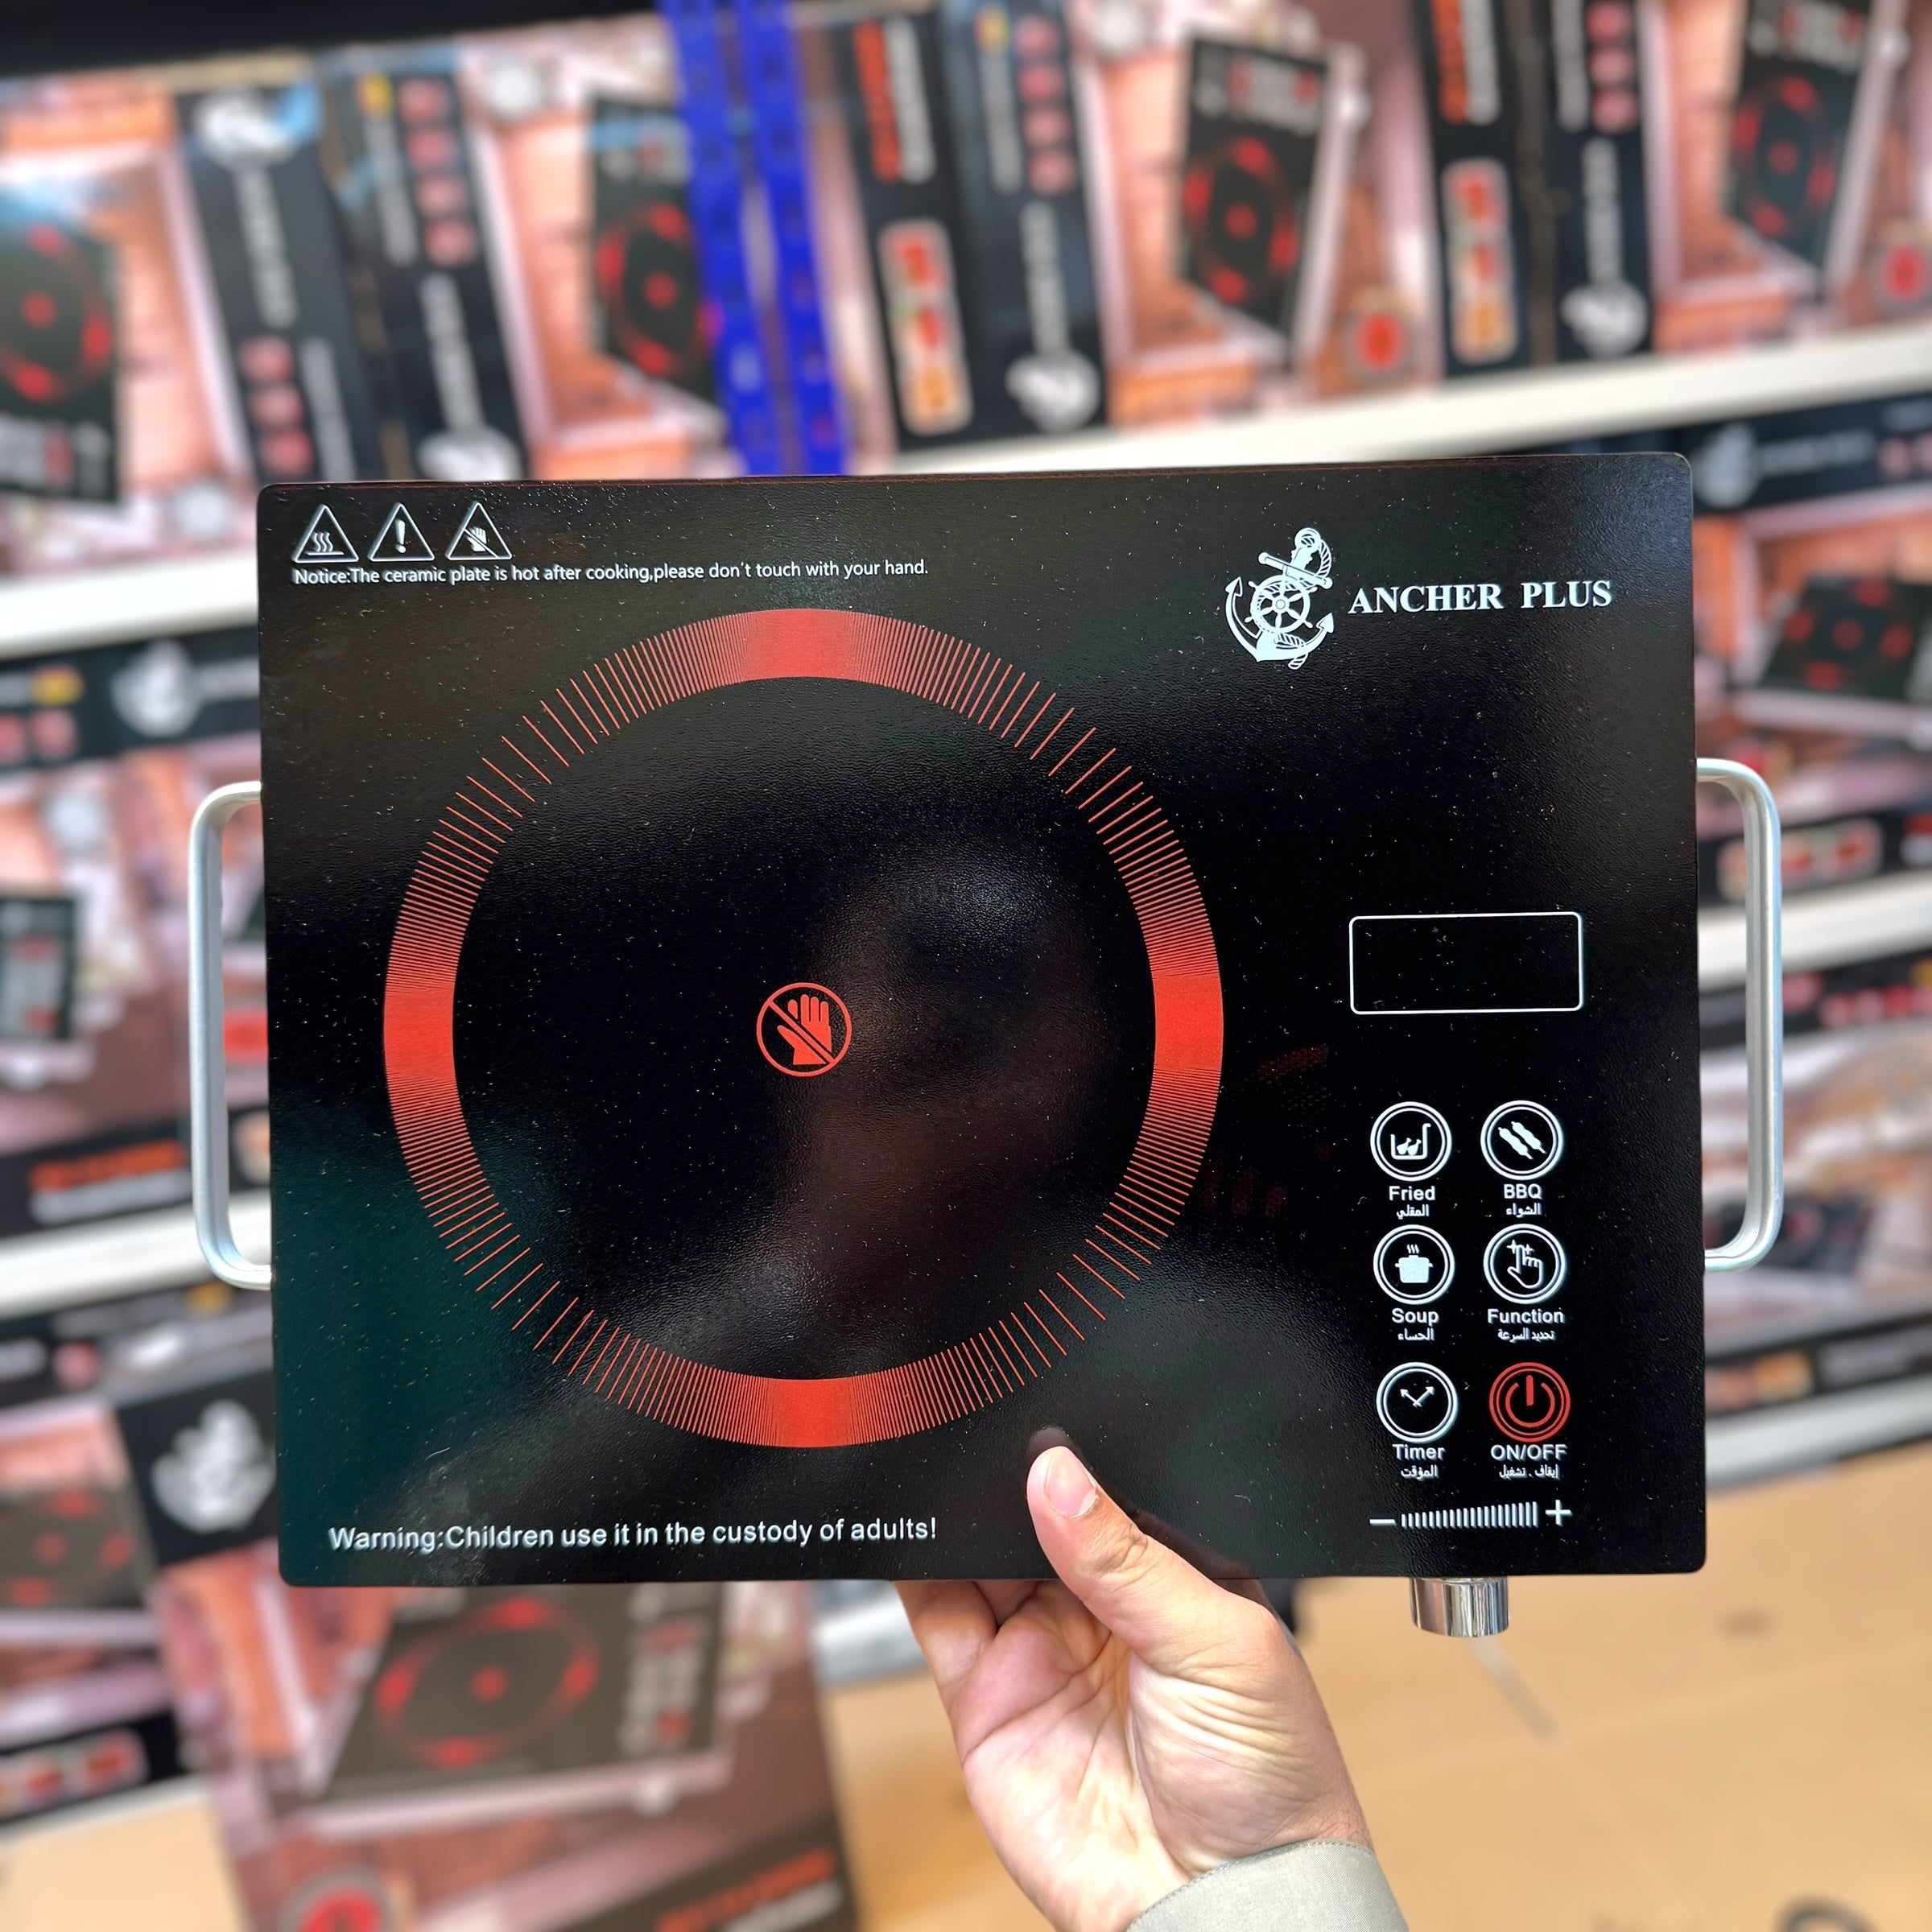 Notice:The ceramic plate is hot after cooking,please don't touch with your hand.
ANCHER PLUS
Fried
المقلي
BBQ
الشواء
Soup
الحساء
Function
تحديد السرعة
Timer
المؤقت
ON/OFF
إيقاف . تشغيل
− +
Warning:Children use it in the custody of adults!